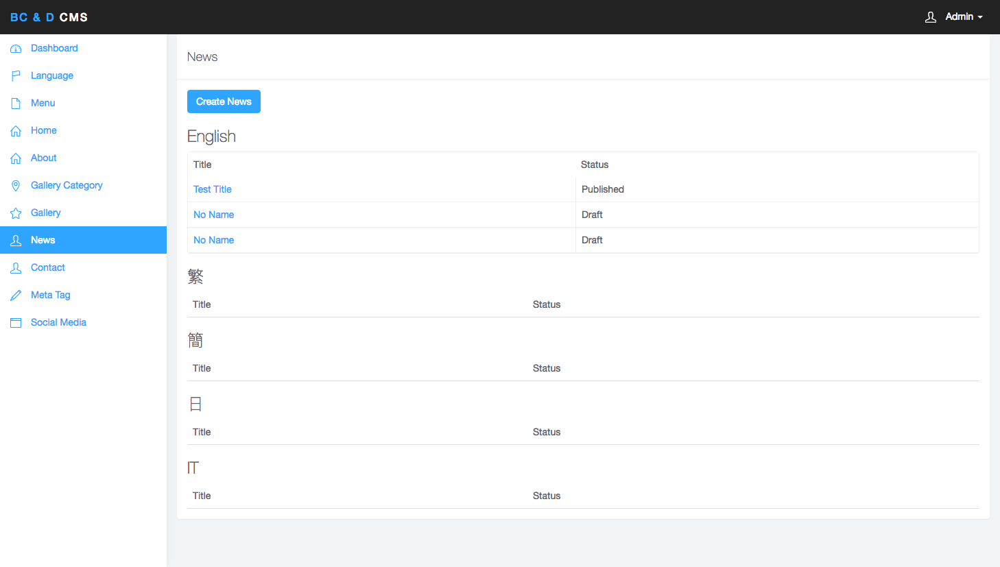 BC & D CMS
Admin
Dashboard
Language
Menu
Home
About
Gallery Category
Gallery
News
Contact
Meta Tag
Social Media
News
Create News
English
Title Status
Test Title Published
No Name Draft
No Name Draft
繁
Title Status
簡
Title Status
日
Title Status
IT
Title Status